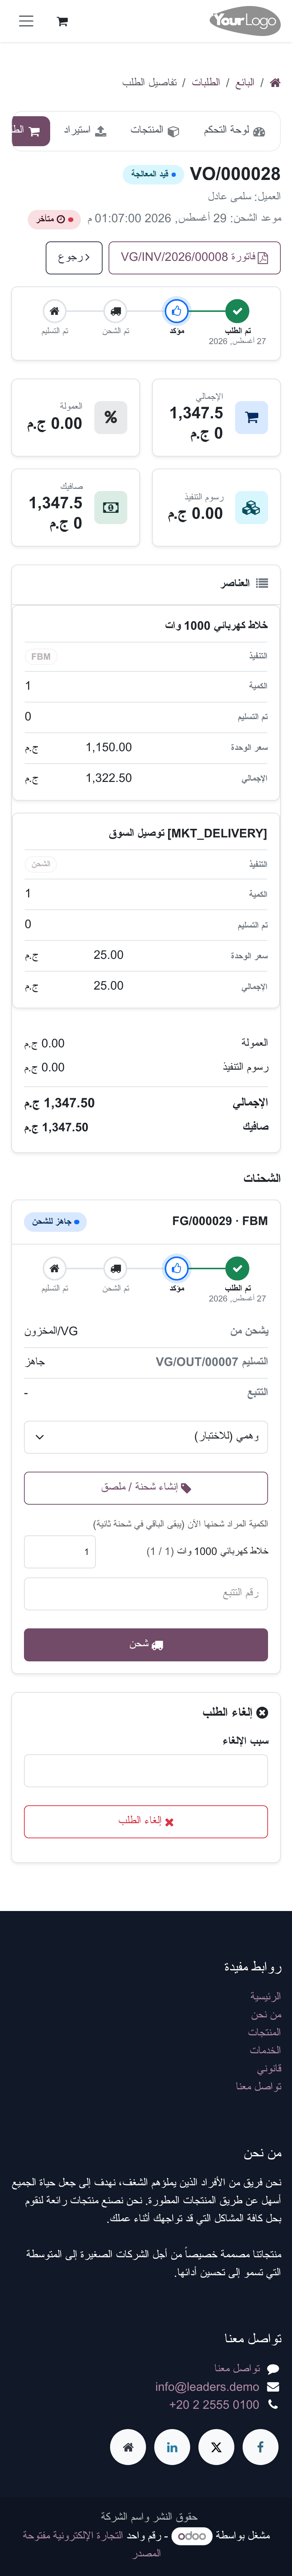 YourLogo
البائع / الطلبات / تفاصيل الطلب
لوحة التحكم المنتجات استيراد الطل
VO/000028 قيد المعالجة
العميل: سلمى عادل
موعد الشحن: 29 أغسطس, 2026 01:07:00 م متأخر
فاتورة VG/INV/2026/00008
رجوع
تم الطلب مؤكد تم الشحن تم التسليم
27 أغسطس, 2026
الإجمالي
1,347.5
0 ج.م
العمولة
0.00 ج.م
رسوم التنفيذ
0.00 ج.م
صافيك
1,347.5
0 ج.م
العناصر
خلاط كهربائي 1000 وات
التنفيذ FBM
الكمية 1
تم التسليم 0
سعر الوحدة 1,150.00 ج.م
الإجمالي 1,322.50 ج.م
[MKT_DELIVERY] توصيل السوق
التنفيذ الشحن
الكمية 1
تم التسليم 0
سعر الوحدة 25.00 ج.م
الإجمالي 25.00 ج.م
العمولة 0.00 ج.م
رسوم التنفيذ 0.00 ج.م
الإجمالي 1,347.50 ج.م
صافيك 1,347.50 ج.م
الشحنات
FG/000029 · FBM جاهز للشحن
تم الطلب مؤكد تم الشحن تم التسليم
27 أغسطس, 2026
يشحن من VG/المخزون
التسليم VG/OUT/00007 جاهز
التتبع -
وهمي (للاختبار)
إنشاء شحنة / ملصق
الكمية المراد شحنها الآن (يبقى الباقي في شحنة ثانية)
خلاط كهربائي 1000 وات (1 / 1) 1
رقم التتبع
شحن
إلغاء الطلب
سبب الإلغاء
إلغاء الطلب
روابط مفيدة
الرئيسية
من نحن
المنتجات
الخدمات
قانوني
تواصل معنا
من نحن
نحن فريق من الأفراد الذين يملؤهم الشغف، نهدف إلى جعل حياة الجميع
أسهل عن طريق المنتجات المطورة. نحن نصنع منتجات رائعة لنقوم
بحل كافة المشاكل التي قد تواجهك أثناء عملك.
منتجاتنا مصممة خصيصاً من أجل الشركات الصغيرة إلى المتوسطة
التي تسمو إلى تحسين أدائها.
تواصل معنا
تواصل معنا
info@leaders.demo
+20 2 2555 0100
حقوق النشر واسم الشركة
مشغل بواسطة odoo - رقم واحد التجارة الإلكترونية مفتوحة
المصدر